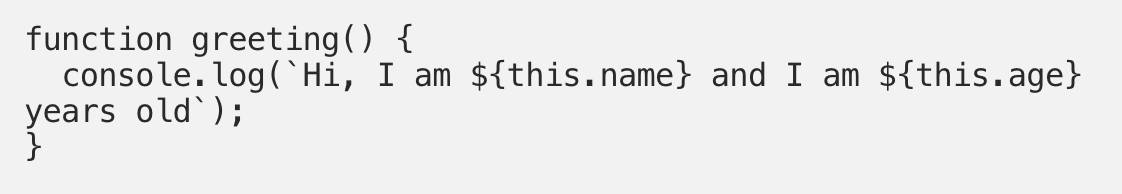 function greeting() {
  console.log(`Hi, I am ${this.name} and I am ${this.age}
years old`);
}